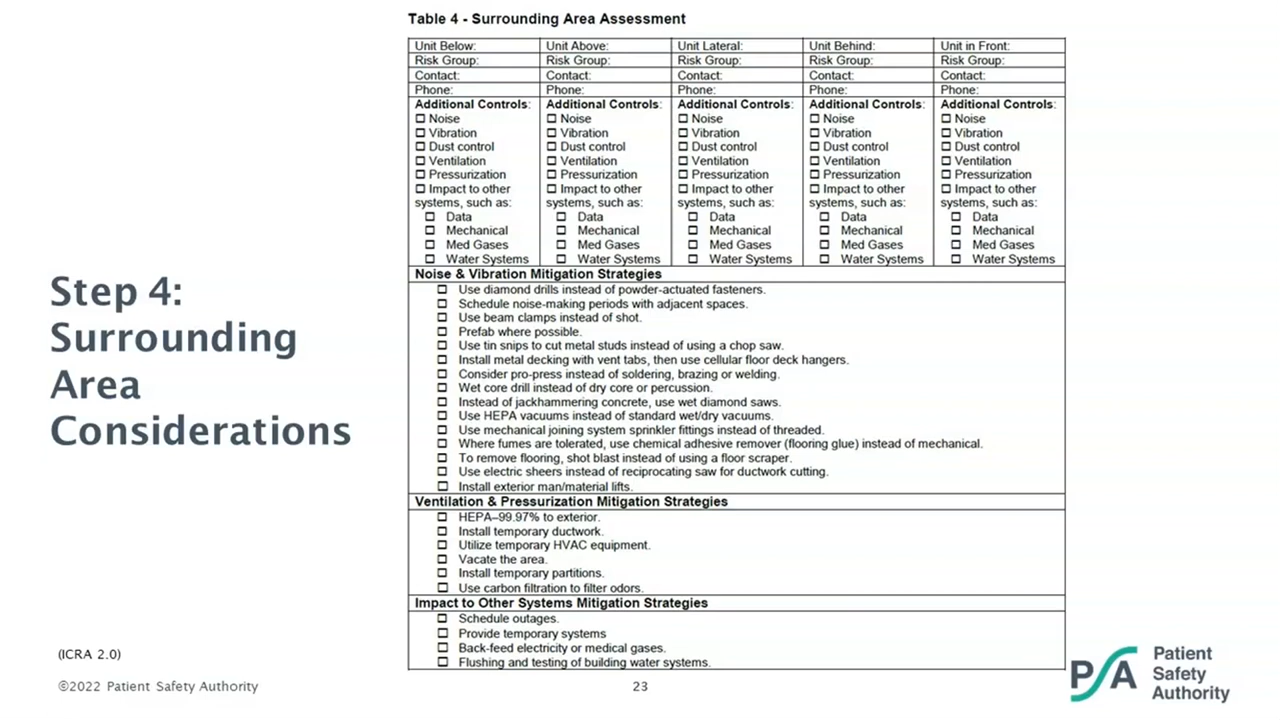 Step 4:
Surrounding
Area
Considerations
(ICRA 2.0)
Table 4 - Surrounding Area Assessment
Unit Below: Unit Above: Unit Lateral: Unit Behind: Unit in Front:
Risk Group: Risk Group: Risk Group: Risk Group: Risk Group:
Contact: Contact: Contact: Contact: Contact:
Phone: Phone: Phone: Phone: Phone:
Additional Controls: Additional Controls: Additional Controls: Additional Controls: Additional Controls:
☐ Noise ☐ Noise ☐ Noise ☐ Noise ☐ Noise
☐ Vibration ☐ Vibration ☐ Vibration ☐ Vibration ☐ Vibration
☐ Dust control ☐ Dust control ☐ Dust control ☐ Dust control ☐ Dust control
☐ Ventilation ☐ Ventilation ☐ Ventilation ☐ Ventilation ☐ Ventilation
☐ Pressurization ☐ Pressurization ☐ Pressurization ☐ Pressurization ☐ Pressurization
☐ Impact to other ☐ Impact to other ☐ Impact to other ☐ Impact to other ☐ Impact to other
systems, such as: systems, such as: systems, such as: systems, such as: systems, such as:
☐ Data ☐ Data ☐ Data ☐ Data ☐ Data
☐ Mechanical ☐ Mechanical ☐ Mechanical ☐ Mechanical ☐ Mechanical
☐ Med Gases ☐ Med Gases ☐ Med Gases ☐ Med Gases ☐ Med Gases
☐ Water Systems ☐ Water Systems ☐ Water Systems ☐ Water Systems ☐ Water Systems
Noise & Vibration Mitigation Strategies
☐ Use diamond drills instead of powder-actuated fasteners.
☐ Schedule noise-making periods with adjacent spaces.
☐ Use beam clamps instead of shot.
☐ Prefab where possible.
☐ Use tin snips to cut metal studs instead of using a chop saw.
☐ Install metal decking with vent tabs, then use cellular floor deck hangers.
☐ Consider pro-press instead of soldering, brazing or welding.
☐ Wet core drill instead of dry core or percussion.
☐ Instead of jackhammering concrete, use wet diamond saws.
☐ Use HEPA vacuums instead of standard wet/dry vacuums.
☐ Use mechanical joining system sprinkler fittings instead of threaded.
☐ Where fumes are tolerated, use chemical adhesive remover (flooring glue) instead of mechanical.
☐ To remove flooring, shot blast instead of using a floor scraper.
☐ Use electric sheers instead of reciprocating saw for ductwork cutting.
☐ Install exterior man/material lifts.
Ventilation & Pressurization Mitigation Strategies
☐ HEPA–99.97% to exterior.
☐ Install temporary ductwork.
☐ Utilize temporary HVAC equipment.
☐ Vacate the area.
☐ Install temporary partitions.
☐ Use carbon filtration to filter odors.
Impact to Other Systems Mitigation Strategies
☐ Schedule outages.
☐ Provide temporary systems
☐ Back-feed electricity or medical gases.
☐ Flushing and testing of building water systems.
©2022 Patient Safety Authority
23
PSA
Patient
Safety
Authority